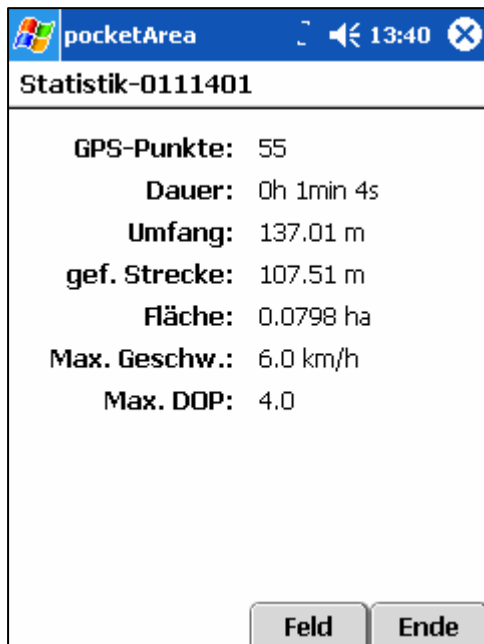 pocketArea 13:40
Statistik-0111401
GPS-Punkte: 55
Dauer: 0h 1min 4s
Umfang: 137.01 m
gef. Strecke: 107.51 m
Fläche: 0.0798 ha
Max. Geschw.: 6.0 km/h
Max. DOP: 4.0
Feld Ende